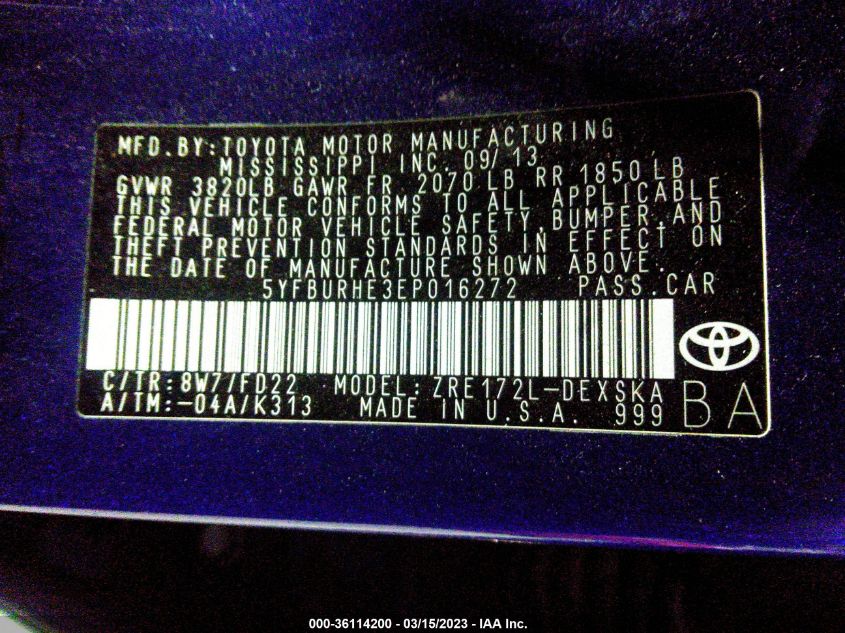 MFD.BY:TOYOTA MOTOR MANUFACTURING
MISSISSIPPI INC. 09/13
GVWR 3820LB GAWR FR 2070 LB RR 1850 LB
THIS VEHICLE CONFORMS TO ALL APPLICABLE
FEDERAL MOTOR VEHICLE SAFETY,BUMPER,AND
THEFT PREVENTION STANDARDS IN EFFECT ON
THE DATE OF MANUFACTURE SHOWN ABOVE.
5YFBURHE3EP016272 PASS.CAR
C/TR:8W7/FD22 MODEL:ZRE172L-DEXSKA
A/TM:-04A/K313 MADE IN U.S.A. 999 BA
000-36114200 - 03/15/2023 - IAA Inc.